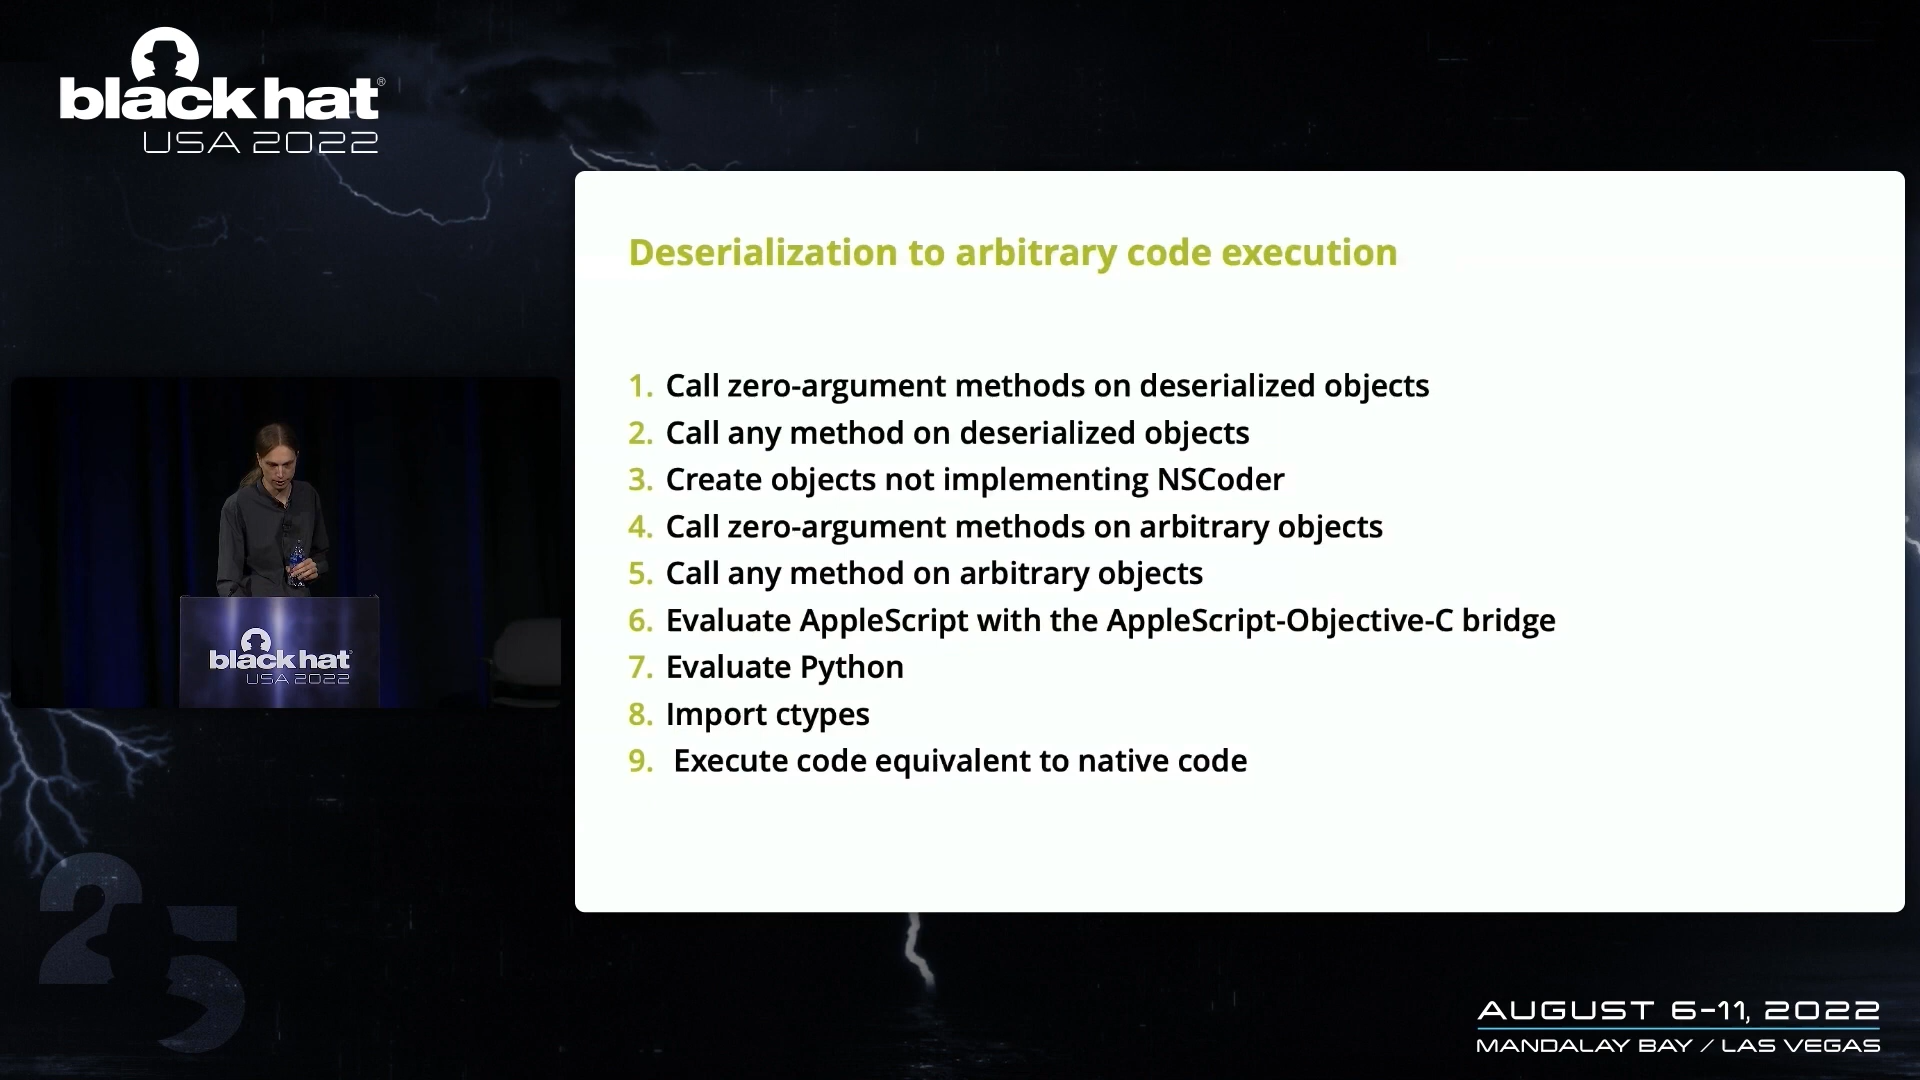 black hat®
USA 2022
Deserialization to arbitrary code execution
1. Call zero-argument methods on deserialized objects
2. Call any method on deserialized objects
3. Create objects not implementing NSCoder
4. Call zero-argument methods on arbitrary objects
5. Call any method on arbitrary objects
6. Evaluate AppleScript with the AppleScript-Objective-C bridge
7. Evaluate Python
8. Import ctypes
9. Execute code equivalent to native code
black hat
USA 2022
25
AUGUST 6-11, 2022
MANDALAY BAY / LAS VEGAS